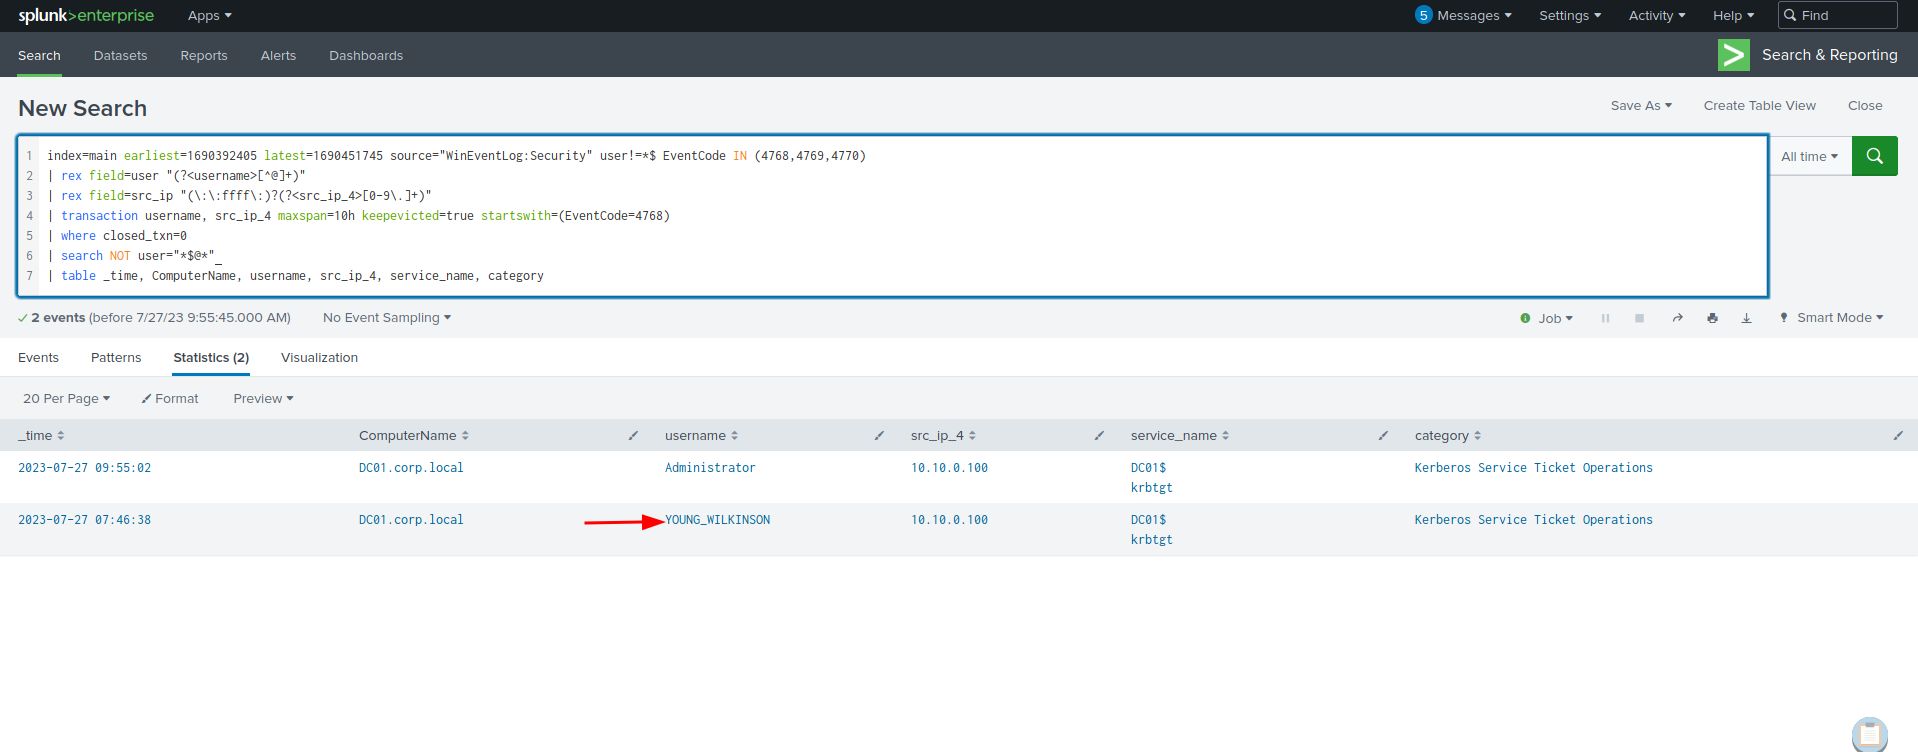 splunk>enterprise Apps 5 Messages Settings Activity Help Find
Search Datasets Reports Alerts Dashboards > Search & Reporting
New Search Save As Create Table View Close
1 index=main earliest=1690392405 latest=1690451745 source="WinEventLog:Security" user!=*$ EventCode IN (4768,4769,4770) All time
2 | rex field=user "(?<username>[^@]+)"
3 | rex field=src_ip "(\:\:ffff\:)?(?<src_ip_4>[0-9\.]+)"
4 | transaction username, src_ip_4 maxspan=10h keepevicted=true startswith=(EventCode=4768)
5 | where closed_txn=0
6 | search NOT user="*$@*"
7 | table _time, ComputerName, username, src_ip_4, service_name, category
2 events (before 7/27/23 9:55:45.000 AM) No Event Sampling Job Smart Mode
Events Patterns Statistics (2) Visualization
20 Per Page Format Preview
_time ComputerName username src_ip_4 service_name category
2023-07-27 09:55:02 DC01.corp.local Administrator 10.10.0.100 DC01$ Kerberos Service Ticket Operations
krbtgt
2023-07-27 07:46:38 DC01.corp.local YOUNG_WILKINSON 10.10.0.100 DC01$ Kerberos Service Ticket Operations
krbtgt